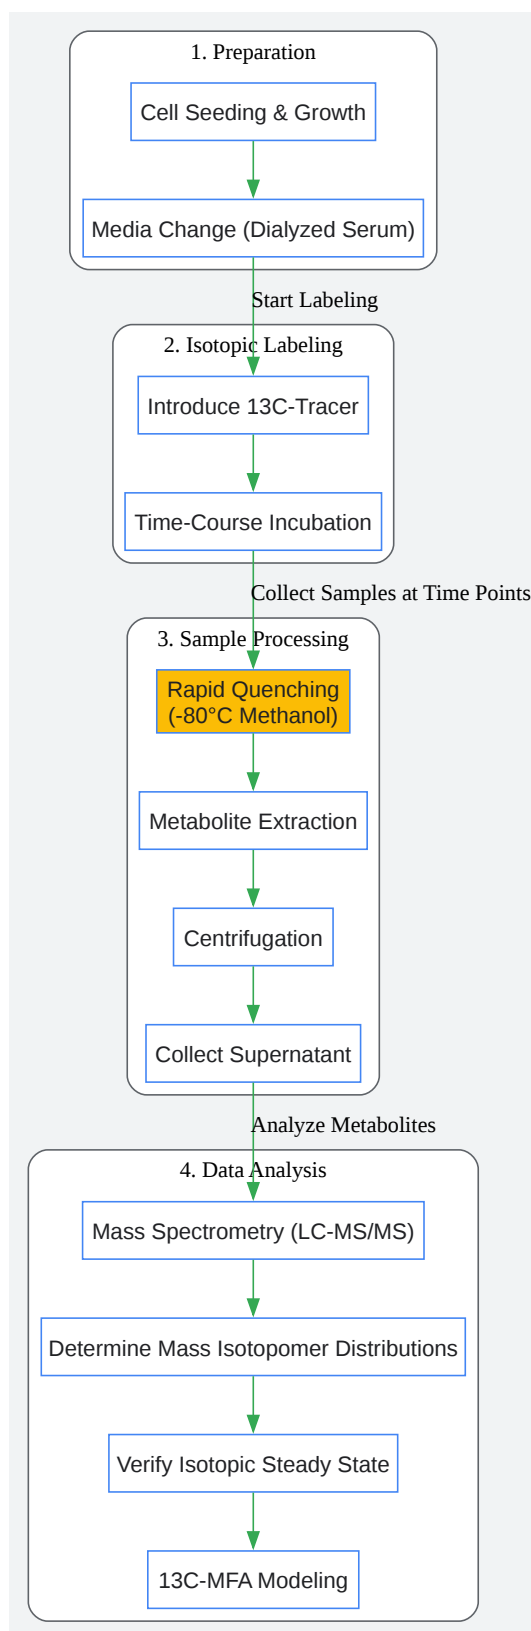 1. Preparation
Cell Seeding & Growth
Media Change (Dialyzed Serum)
Start Labeling
2. Isotopic Labeling
Introduce 13C-Tracer
Time-Course Incubation
Collect Samples at Time Points
3. Sample Processing
Rapid Quenching
(-80°C Methanol)
Metabolite Extraction
Centrifugation
Collect Supernatant
Analyze Metabolites
4. Data Analysis
Mass Spectrometry (LC-MS/MS)
Determine Mass Isotopomer Distributions
Verify Isotopic Steady State
13C-MFA Modeling